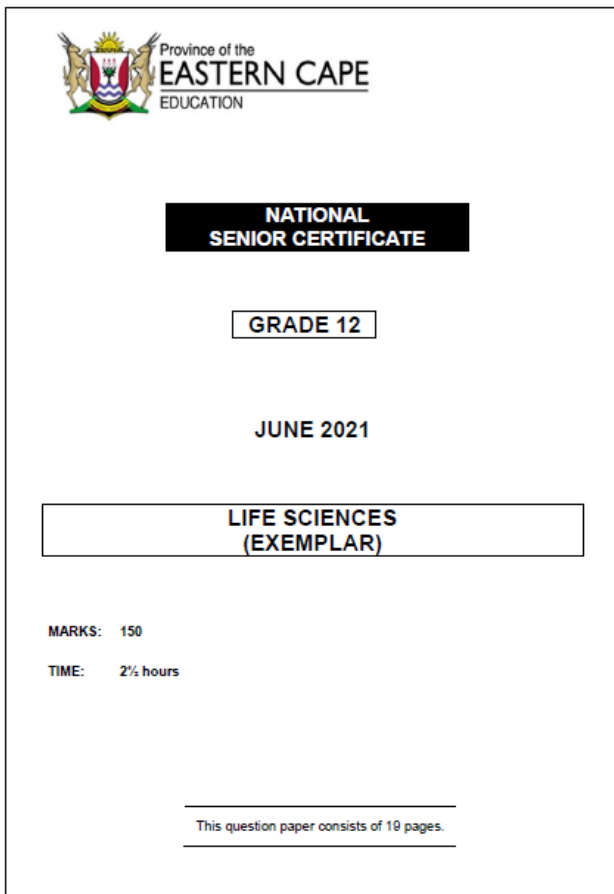 Province of the
EASTERN CAPE
EDUCATION
NATIONAL
SENIOR CERTIFICATE
GRADE 12
JUNE 2021
LIFE SCIENCES
(EXEMPLAR)
MARKS: 150
TIME: 2½ hours
This question paper consists of 19 pages.